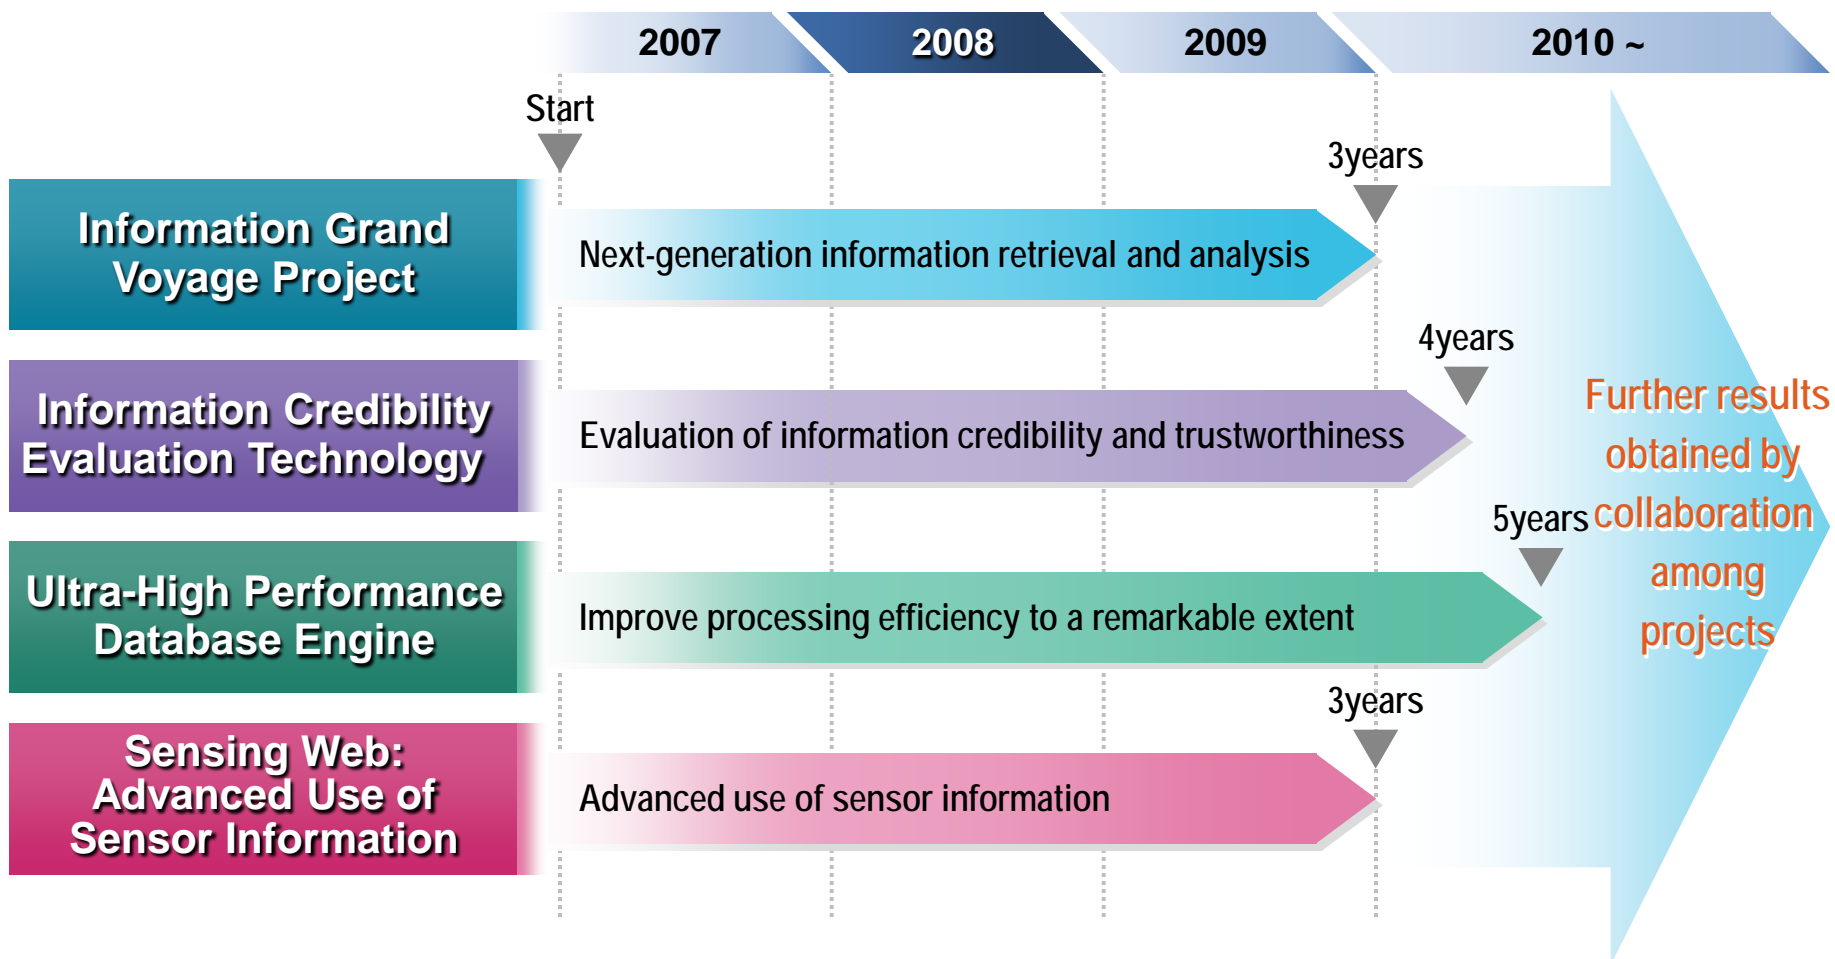 2007
2008
2009
2010 ~
Start
3years
Information Grand
Voyage Project
Next-generation information retrieval and analysis
4years
Information Credibility
Evaluation Technology
Evaluation of information credibility and trustworthiness
5years
Ultra-High Performance
Database Engine
Improve processing efficiency to a remarkable extent
3years
Sensing Web:
Advanced Use of
Sensor Information
Advanced use of sensor information
Further results
obtained by
collaboration
among
projects